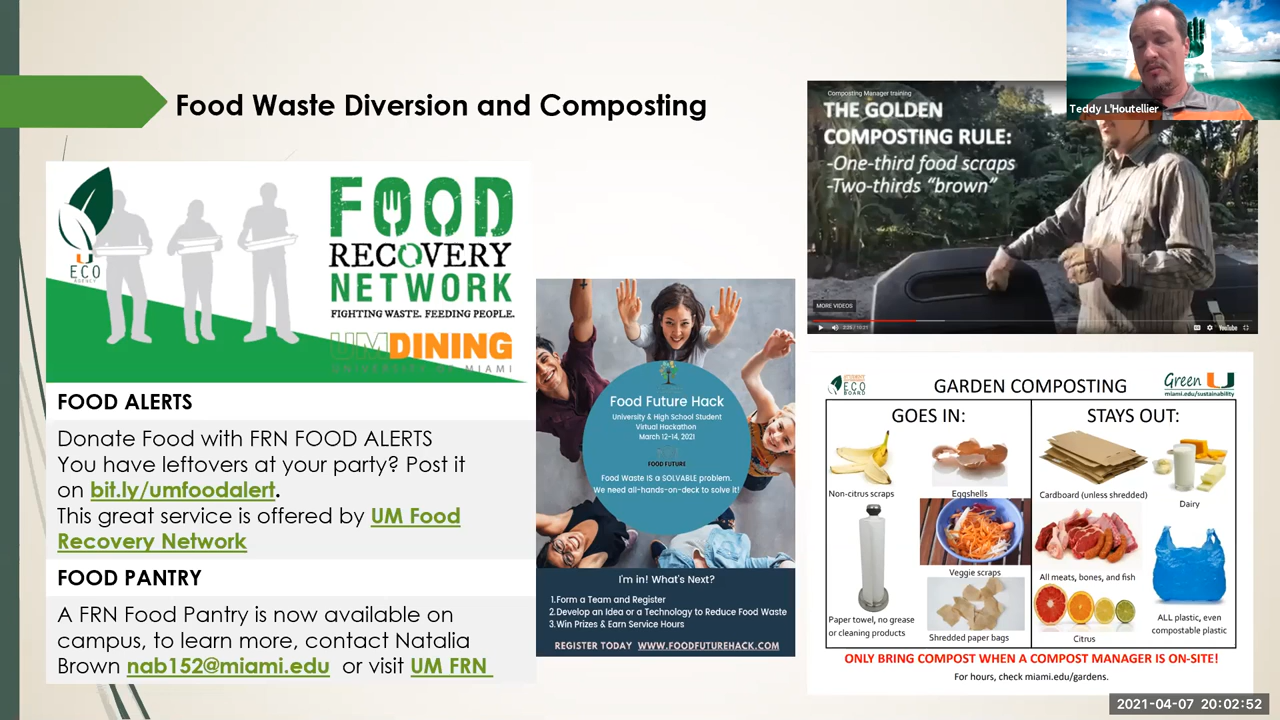 Food Waste Diversion and Composting
ECO
AGENCY
FOOD
RECOVERY
NETWORK
FIGHTING WASTE. FEEDING PEOPLE.
UMDINING
UNIVERSITY OF MIAMI
FOOD ALERTS
Donate Food with FRN FOOD ALERTS
You have leftovers at your party? Post it
on bit.ly/umfoodalert.
This great service is offered by UM Food
Recovery Network
FOOD PANTRY
A FRN Food Pantry is now available on
campus, to learn more, contact Natalia
Brown nab152@miami.edu or visit UM FRN
Food Future Hack
University & High School Student
Virtual Hackathon
March 12-14, 2021
FOOD FUTURE
Food Waste is a SOLVABLE problem.
We need all-hands-on-deck to solve it!
I'm in! What's Next?
1.Form a Team and Register
2.Develop an Idea or a Technology to Reduce Food Waste
3.Win Prizes & Earn Service Hours
REGISTER TODAY WWW.FOODFUTUREHACK.COM
Composting Manager training
THE GOLDEN
COMPOSTING RULE:
-One-third food scraps
-Two-thirds "brown"
MORE VIDEOS
YouTube
Teddy L'Houtellier
ECO
BOARD
GARDEN COMPOSTING
Green U
miami.edu/sustainability
GOES IN:
STAYS OUT:
Non-citrus scraps
Eggshells
Cardboard (unless shredded)
Dairy
Veggie scraps
All meats, bones, and fish
Paper towel, no grease
or cleaning products
Shredded paper bags
Citrus
ALL plastic, even
compostable plastic
ONLY BRING COMPOST WHEN A COMPOST MANAGER IS ON-SITE!
For hours, check miami.edu/gardens.
2021-04-07 20:02:52